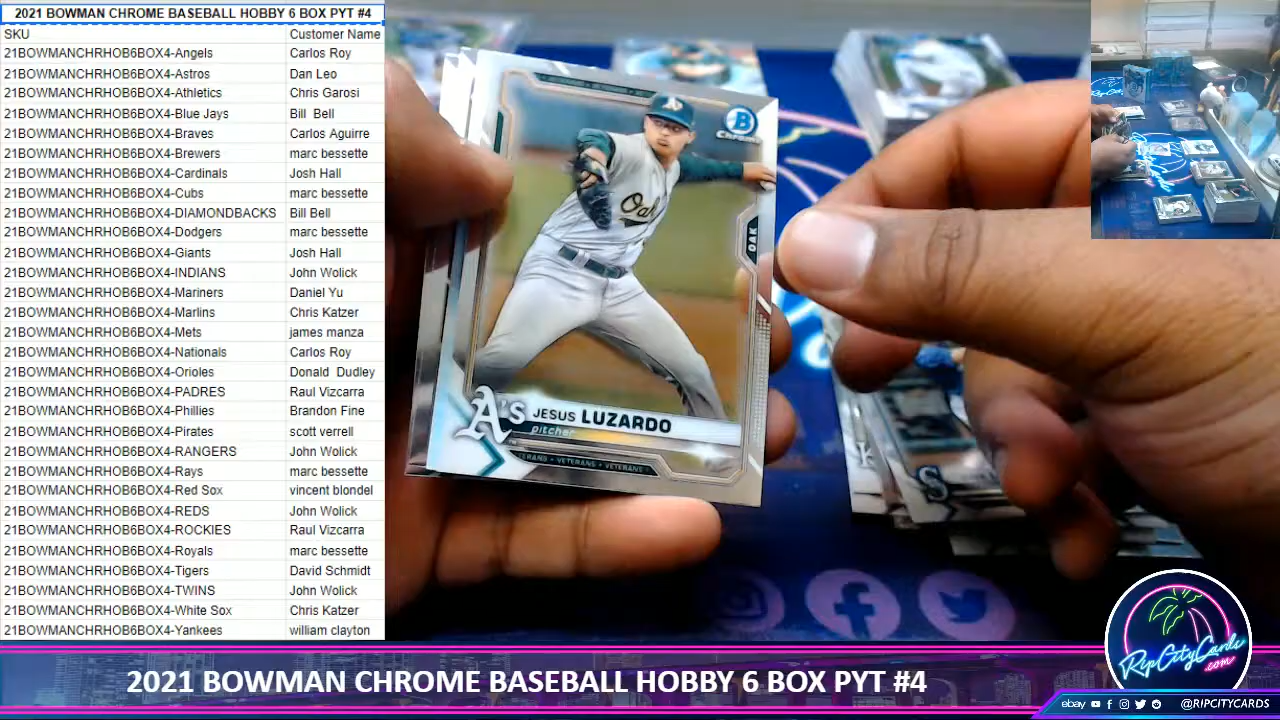 2021 BOWMAN CHROME BASEBALL HOBBY 6 BOX PYT #4
SKU Customer Name
21BOWMANCHRHOB6BOX4-Angels Carlos Roy
21BOWMANCHRHOB6BOX4-Astros Dan Leo
21BOWMANCHRHOB6BOX4-Athletics Chris Garosi
21BOWMANCHRHOB6BOX4-Blue Jays Bill Bell
21BOWMANCHRHOB6BOX4-Braves Carlos Aguirre
21BOWMANCHRHOB6BOX4-Brewers marc bessette
21BOWMANCHRHOB6BOX4-Cardinals Josh Hall
21BOWMANCHRHOB6BOX4-Cubs marc bessette
21BOWMANCHRHOB6BOX4-DIAMONDBACKS Bill Bell
21BOWMANCHRHOB6BOX4-Dodgers marc bessette
21BOWMANCHRHOB6BOX4-Giants Josh Hall
21BOWMANCHRHOB6BOX4-INDIANS John Wolick
21BOWMANCHRHOB6BOX4-Mariners Daniel Yu
21BOWMANCHRHOB6BOX4-Marlins Chris Katzer
21BOWMANCHRHOB6BOX4-Mets james manza
21BOWMANCHRHOB6BOX4-Nationals Carlos Roy
21BOWMANCHRHOB6BOX4-Orioles Donald Dudley
21BOWMANCHRHOB6BOX4-PADRES Raul Vizcarra
21BOWMANCHRHOB6BOX4-Phillies Brandon Fine
21BOWMANCHRHOB6BOX4-Pirates scott verrell
21BOWMANCHRHOB6BOX4-RANGERS John Wolick
21BOWMANCHRHOB6BOX4-Rays marc bessette
21BOWMANCHRHOB6BOX4-Red Sox vincent blondel
21BOWMANCHRHOB6BOX4-REDS John Wolick
21BOWMANCHRHOB6BOX4-ROCKIES Raul Vizcarra
21BOWMANCHRHOB6BOX4-Royals marc bessette
21BOWMANCHRHOB6BOX4-Tigers David Schmidt
21BOWMANCHRHOB6BOX4-TWINS John Wolick
21BOWMANCHRHOB6BOX4-White Sox Chris Katzer
21BOWMANCHRHOB6BOX4-Yankees william clayton
B
CHROME
A's
Oak
OAK
A's JESUS LUZARDO
pitcher
VETERANS • VETERANS
S
RipCityCards
.com
2021 BOWMAN CHROME BASEBALL HOBBY 6 BOX PYT #4
ebay @RIPCITYCARDS